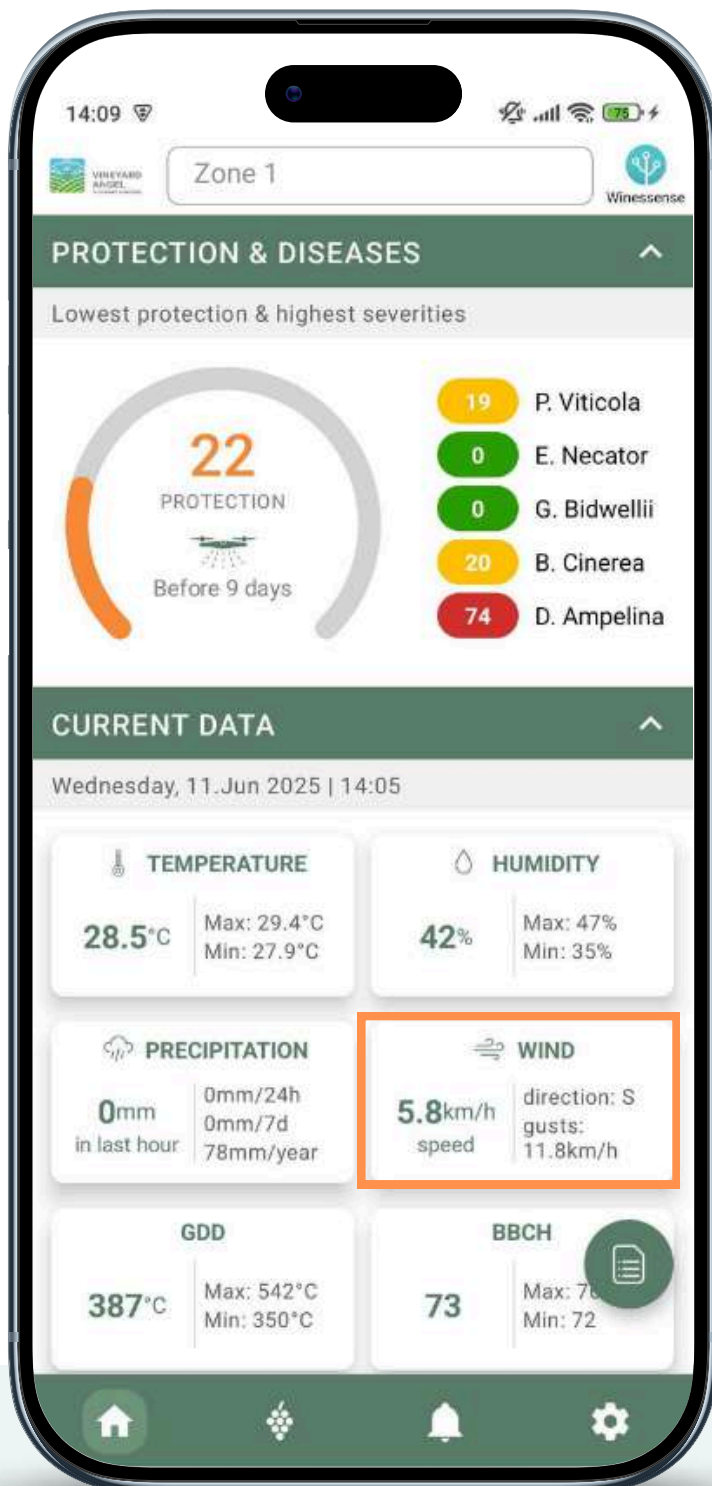 14:09
75
VINEYARD
ANGEL
Zone 1
Winessense
PROTECTION & DISEASES
Lowest protection & highest severities
22
PROTECTION
Before 9 days
19 P. Viticola
0 E. Necator
0 G. Bidwellii
20 B. Cinerea
74 D. Ampelina
CURRENT DATA
Wednesday, 11.Jun 2025 | 14:05
TEMPERATURE
28.5°C
Max: 29.4°C
Min: 27.9°C
HUMIDITY
42%
Max: 47%
Min: 35%
PRECIPITATION
0mm
in last hour
0mm/24h
0mm/7d
78mm/year
WIND
5.8km/h
speed
direction: S
gusts:
11.8km/h
GDD
387°C
Max: 542°C
Min: 350°C
BBCH
73
Max:
Min: 72